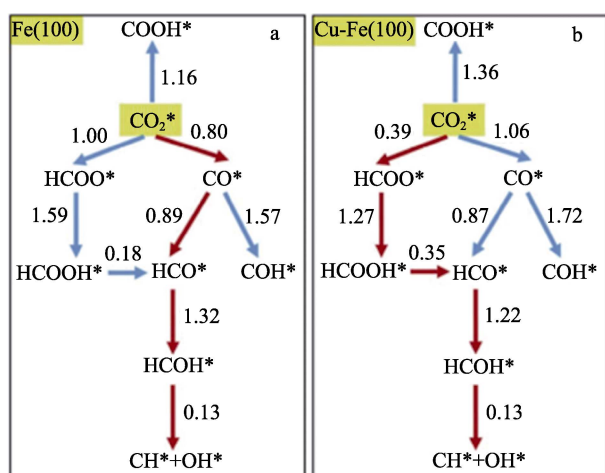 Fe(100) a
COOH*
1.16
CO₂*
1.00 0.80
HCOO* CO*
1.59 0.89 1.57
0.18
HCOOH* HCO* COH*
1.32
HCOH*
0.13
CH*+OH*
Cu-Fe(100) b
COOH*
1.36
CO₂*
0.39 1.06
HCOO* CO*
1.27 0.87 1.72
0.35
HCOOH* HCO* COH*
1.22
HCOH*
0.13
CH*+OH*